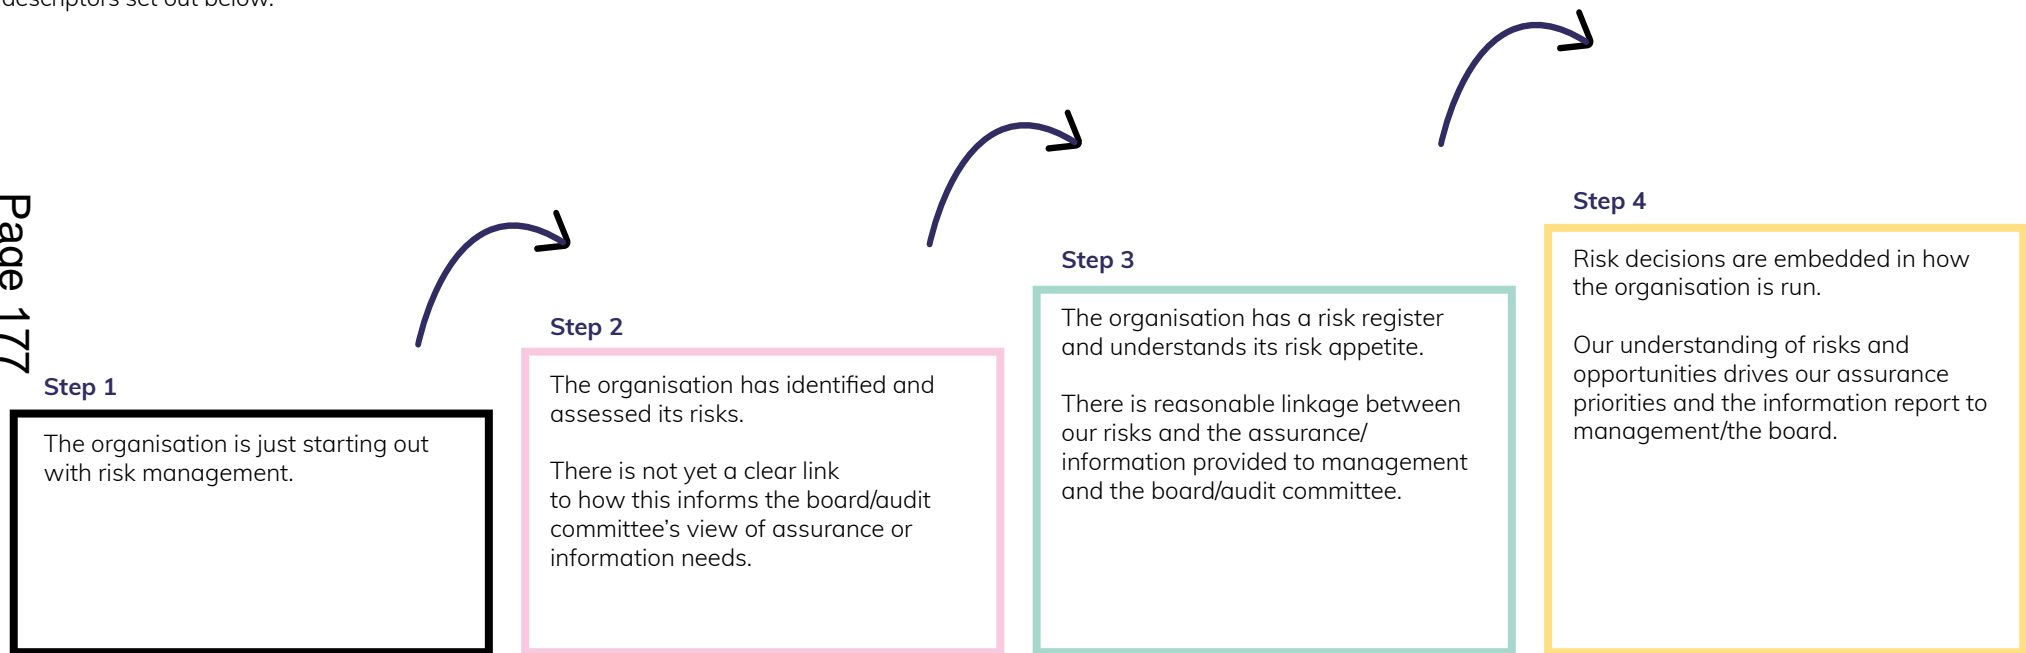 descriptors set out below.
Page 177
Step 1
The organisation is just starting out
with risk management.
Step 2
The organisation has identified and
assessed its risks.
There is not yet a clear link
to how this informs the board/audit
committee’s view of assurance or
information needs.
Step 3
The organisation has a risk register
and understands its risk appetite.
There is reasonable linkage between
our risks and the assurance/
information provided to management
and the board/audit committee.
Step 4
Risk decisions are embedded in how
the organisation is run.
Our understanding of risks and
opportunities drives our assurance
priorities and the information report to
management/the board.